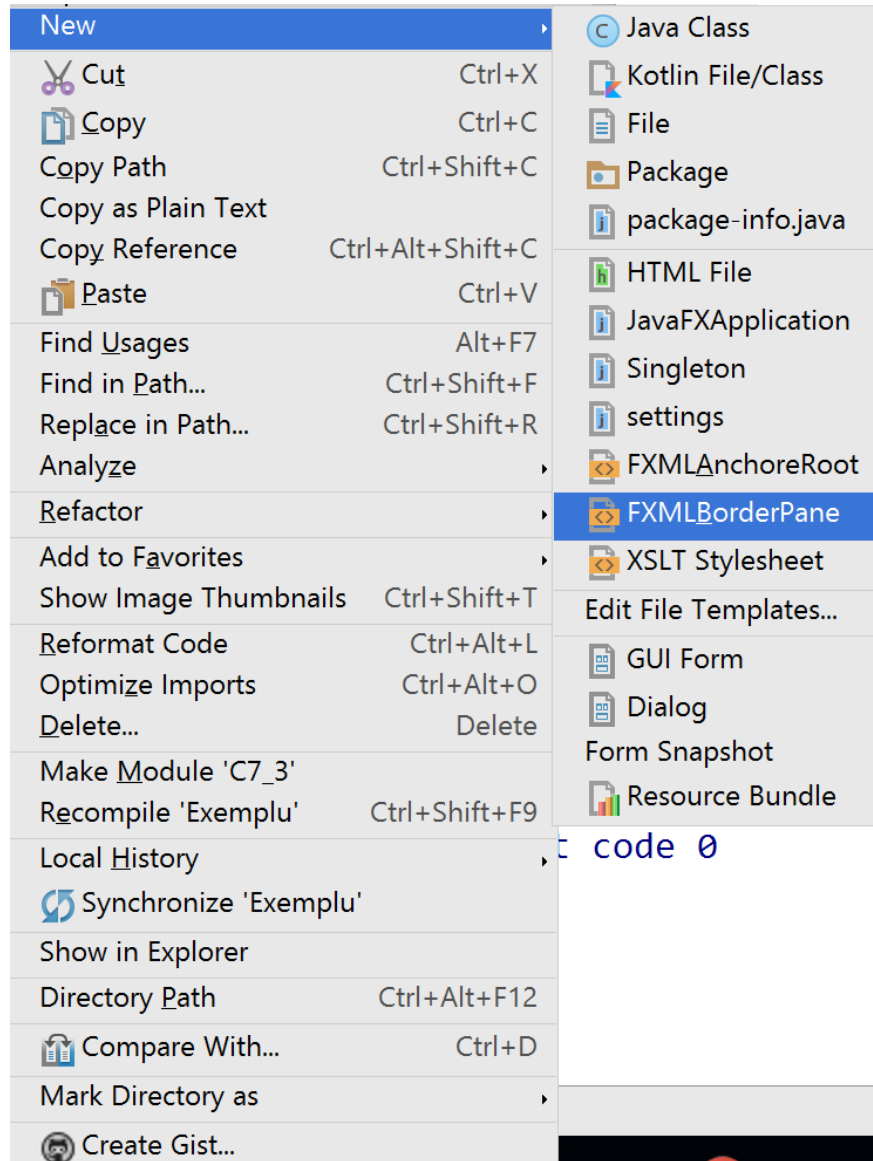 New
Cut Ctrl+X
Copy Ctrl+C
Copy Path Ctrl+Shift+C
Copy as Plain Text
Copy Reference Ctrl+Alt+Shift+C
Paste Ctrl+V
Find Usages Alt+F7
Find in Path... Ctrl+Shift+F
Replace in Path... Ctrl+Shift+R
Analyze
Refactor
Add to Favorites
Show Image Thumbnails Ctrl+Shift+T
Reformat Code Ctrl+Alt+L
Optimize Imports Ctrl+Alt+O
Delete... Delete
Make Module 'C7_3'
Recompile 'Exemplu' Ctrl+Shift+F9
Local History
Synchronize 'Exemplu'
Show in Explorer
Directory Path Ctrl+Alt+F12
Compare With... Ctrl+D
Mark Directory as
Create Gist...
Java Class
Kotlin File/Class
File
Package
package-info.java
HTML File
JavaFXApplication
Singleton
settings
FXMLAnchoreRoot
FXMLBorderPane
XSLT Stylesheet
Edit File Templates...
GUI Form
Dialog
Form Snapshot
Resource Bundle
code 0